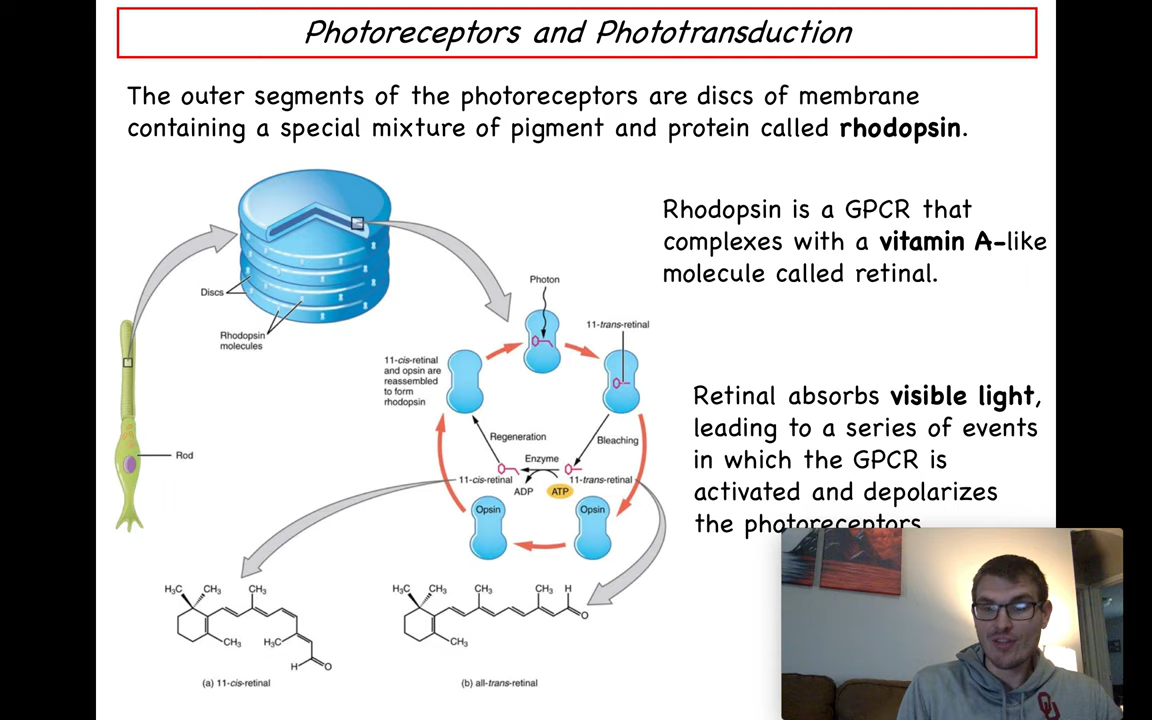 Photoreceptors and Phototransduction
The outer segments of the photoreceptors are discs of membrane
containing a special mixture of pigment and protein called rhodopsin.
Rhodopsin is a GPCR that
complexes with a vitamin A-like
molecule called retinal.
Discs
Rhodopsin
molecules
Photon
11-trans-retinal
11-cis-retinal
and opsin are
reassembled
to form
rhodopsin
Retinal absorbs visible light,
leading to a series of events
in which the GPCR is
activated and depolarizes
the photoreceptors
Rod
Regeneration
Bleaching
Enzyme
11-cis-retinal
11-trans-retinal
ADP
ATP
Opsin
Opsin
H₃C
CH₃
CH₃
CH₃
H₃C
H
O
(a) 11-cis-retinal
H₃C
CH₃
CH₃
CH₃
H
O
CH₃
(b) all-trans-retinal
OU